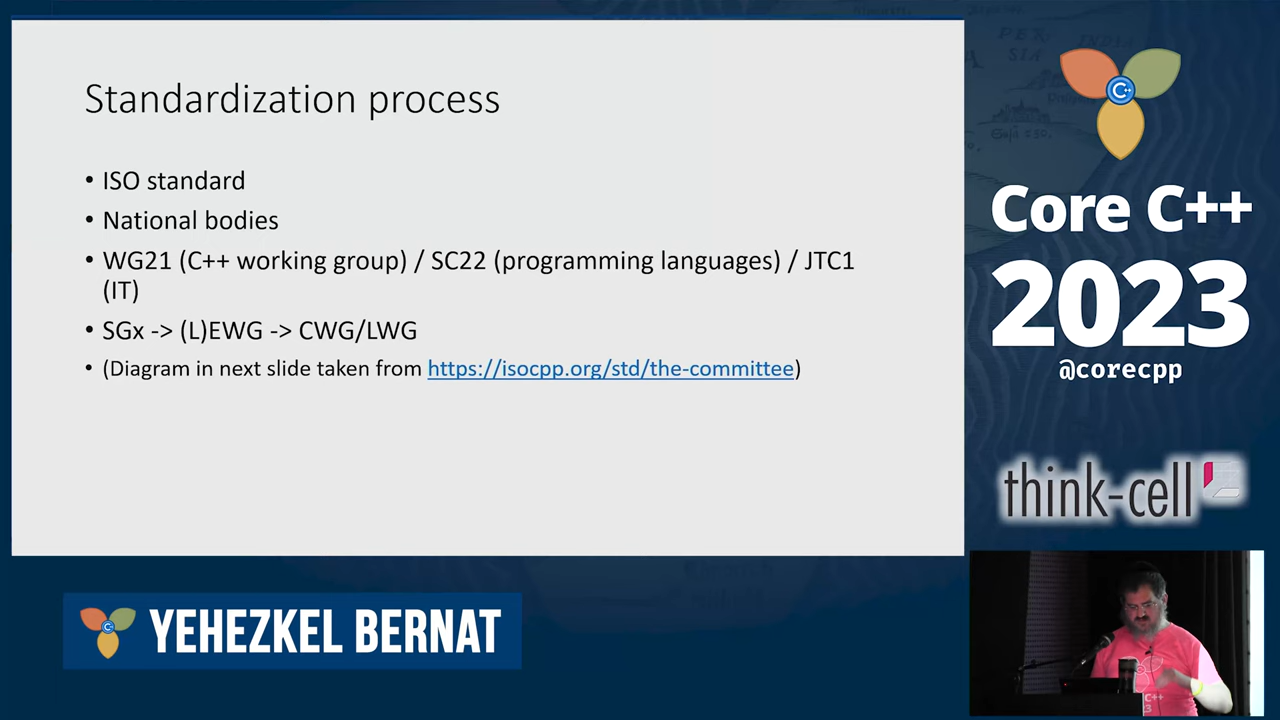 Standardization process
• ISO standard
• National bodies
• WG21 (C++ working group) / SC22 (programming languages) / JTC1
(IT)
• SGx -> (L)EWG -> CWG/LWG
• (Diagram in next slide taken from https://isocpp.org/std/the-committee)
C++
Core C++
2023
@corecpp
think-cell
C++
YEHEZKEL BERNAT